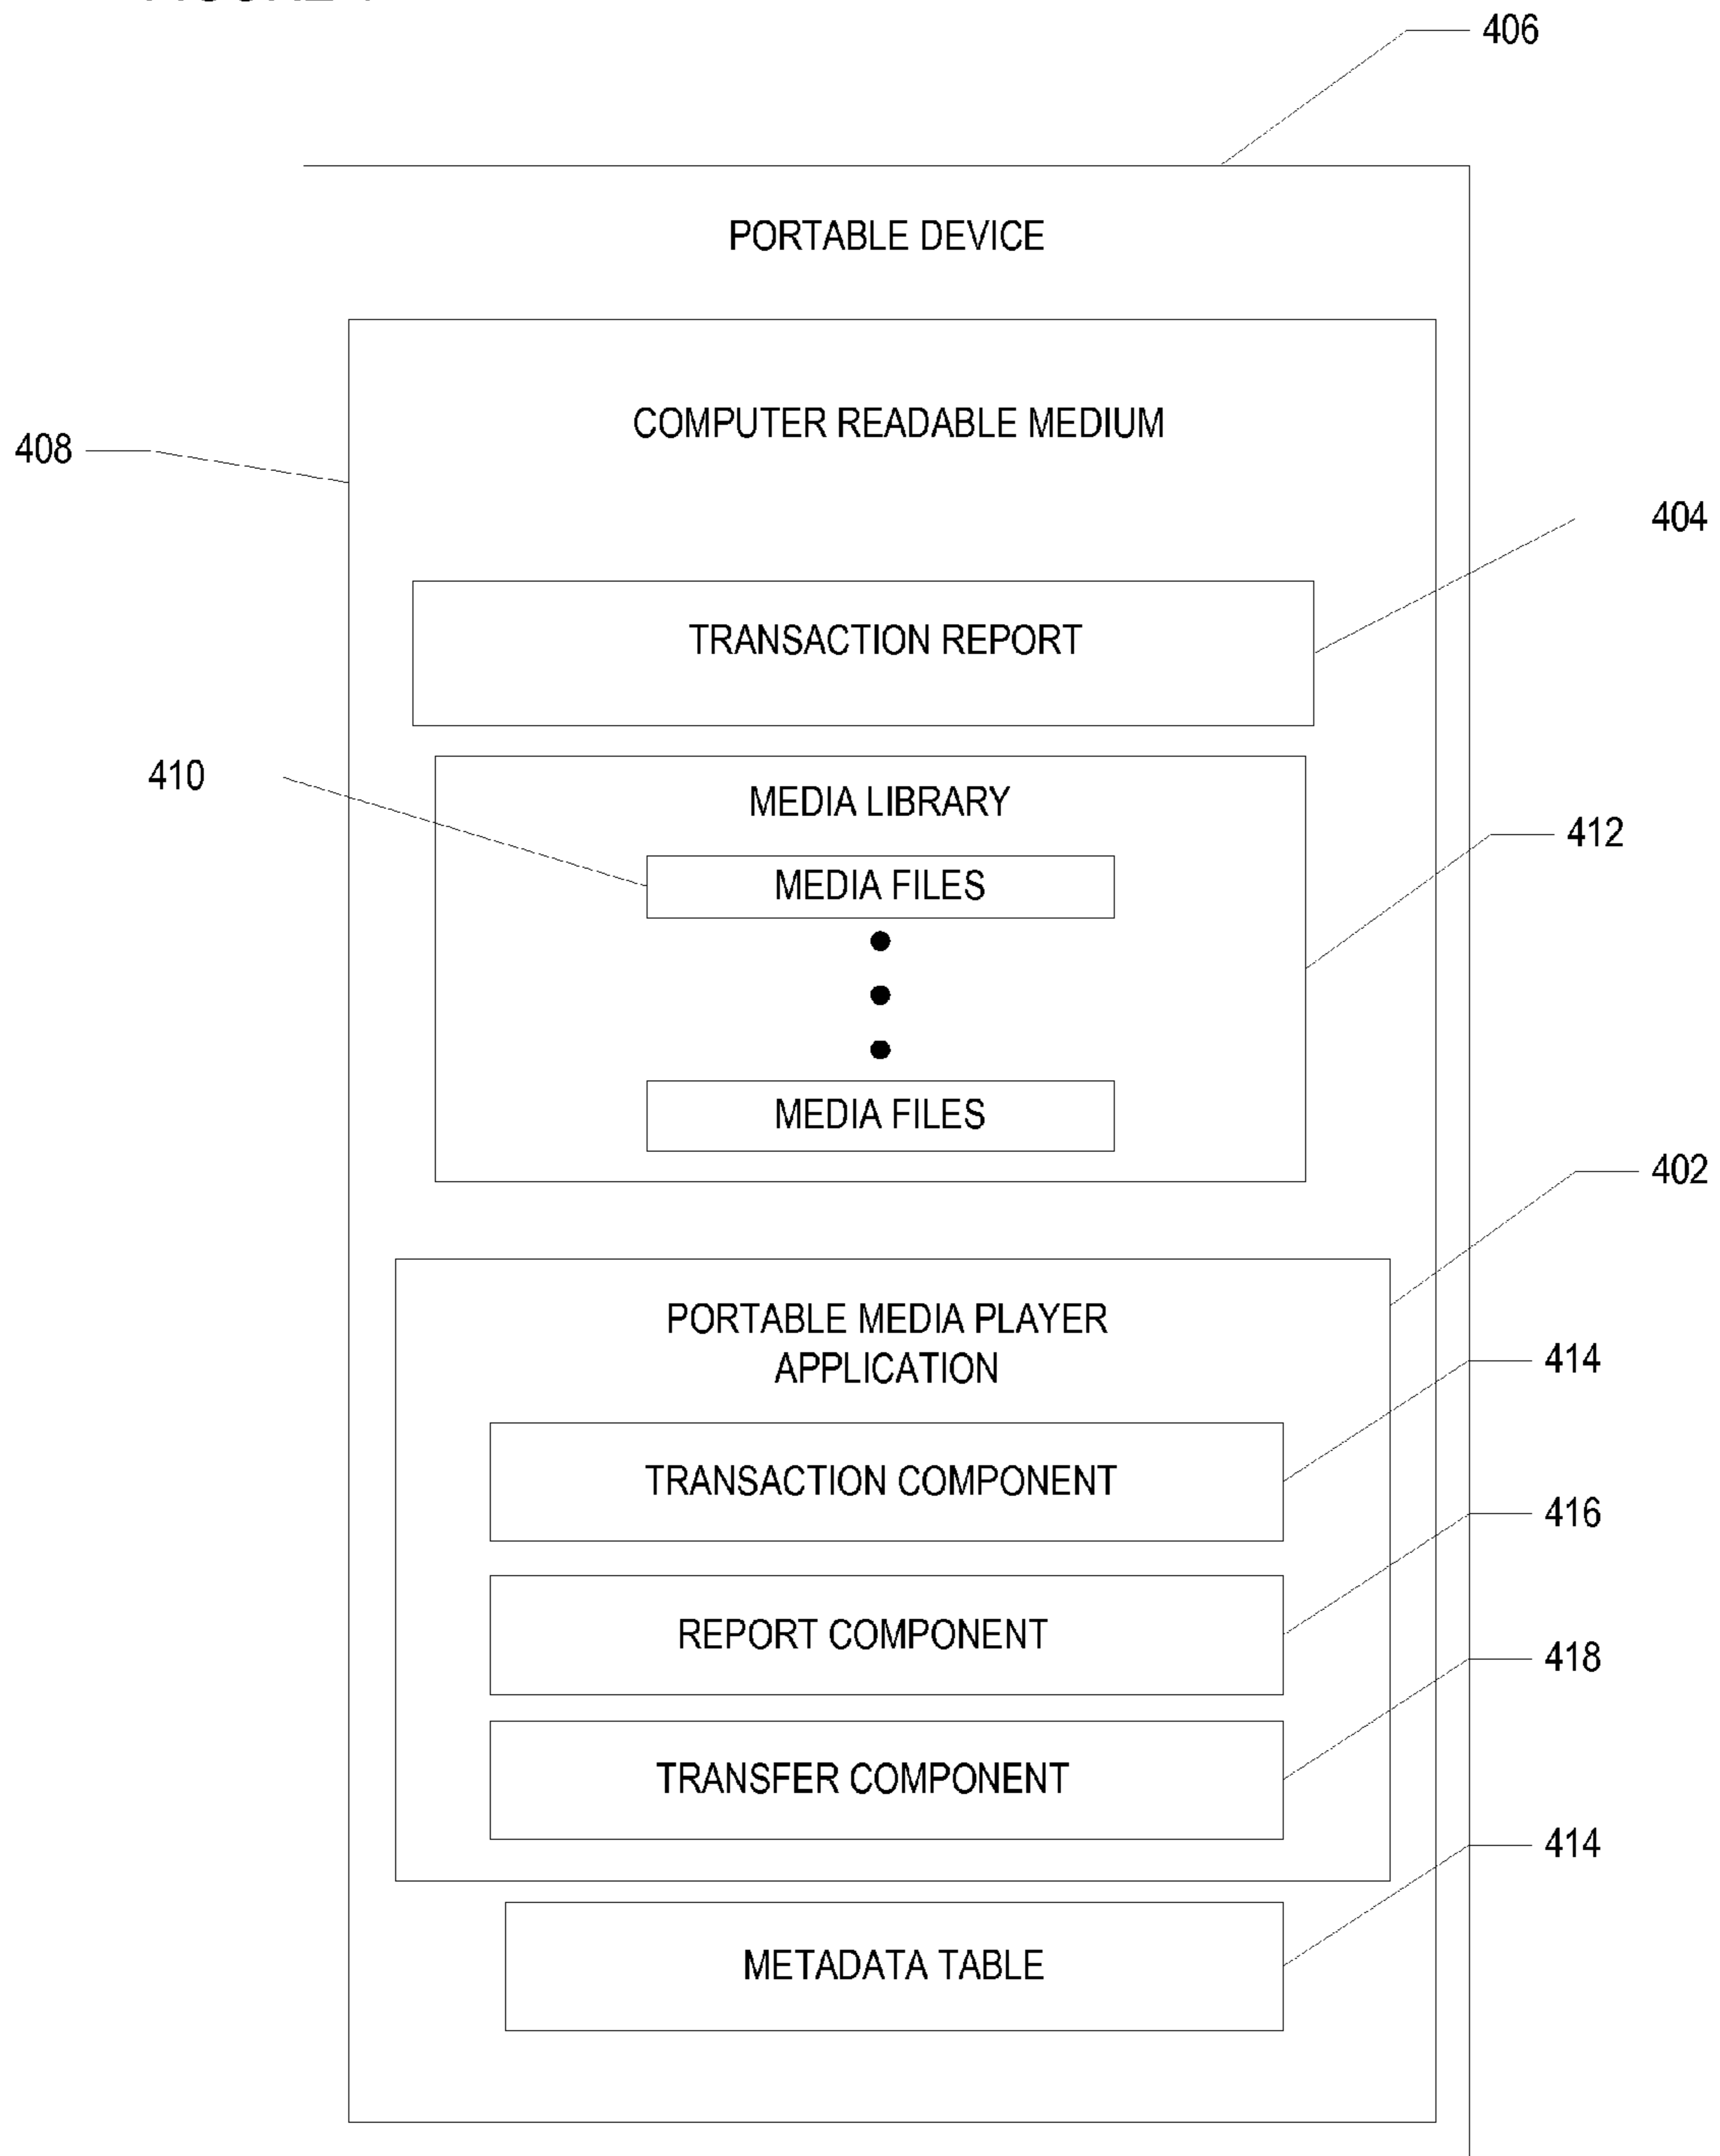 406
PORTABLE DEVICE
COMPUTER READABLE MEDIUM
408
404
TRANSACTION REPORT
410
MEDIA LIBRARY
412
MEDIA FILES
MEDIA FILES
402
PORTABLE MEDIA PLAYER
APPLICATION
414
TRANSACTION COMPONENT
416
REPORT COMPONENT
418
TRANSFER COMPONENT
414
METADATA TABLE